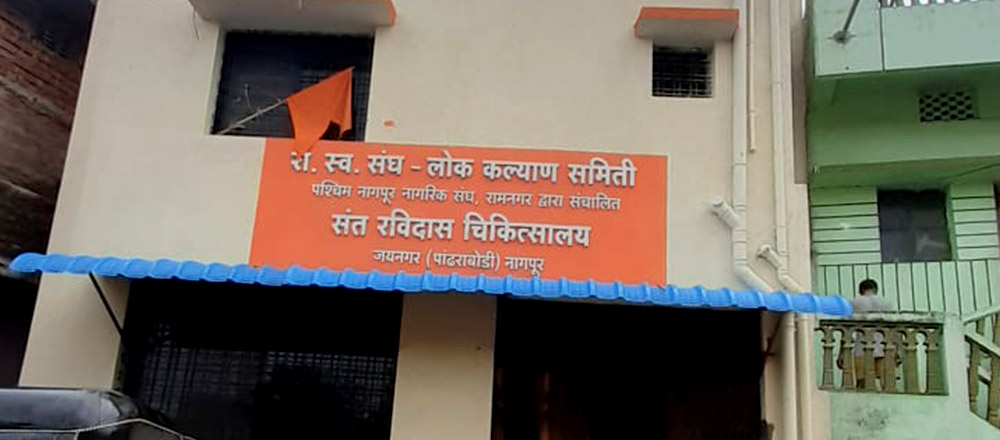 रा. स्व. संघ - लोक कल्याण समिती
पश्चिम नागपूर नागरिक संघ, रामनगर द्वारा संचालित
संत रविदास चिकित्सालय
जयनगर (पांढराबोडी) नागपूर